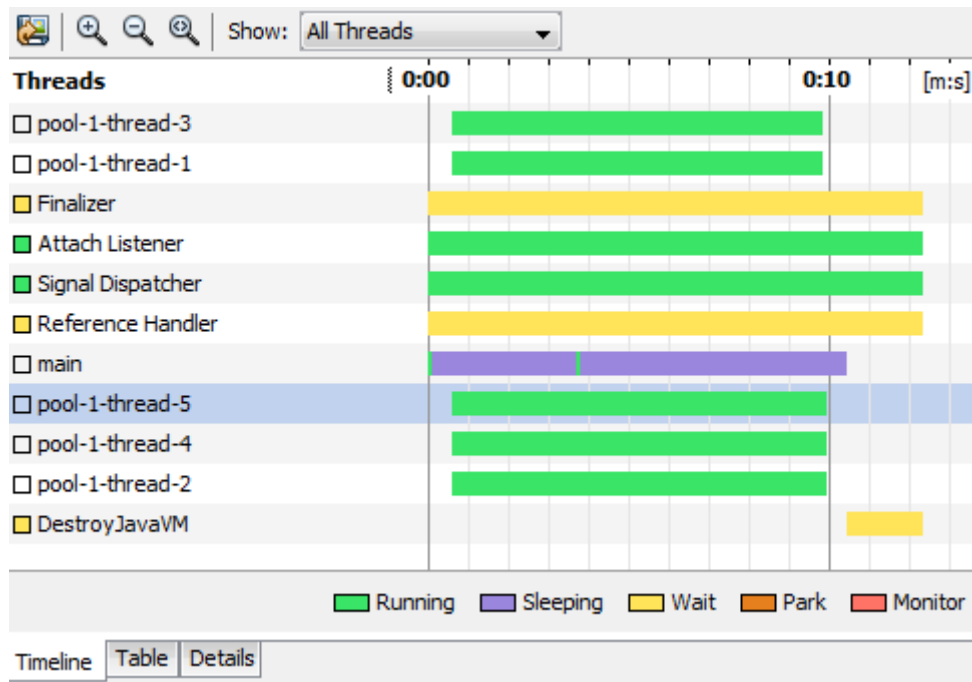 Show: All Threads
Threads 0:00 0:10 [m:s]
pool-1-thread-3
pool-1-thread-1
Finalizer
Attach Listener
Signal Dispatcher
Reference Handler
main
pool-1-thread-5
pool-1-thread-4
pool-1-thread-2
DestroyJavaVM
Running Sleeping Wait Park Monitor
Timeline Table Details